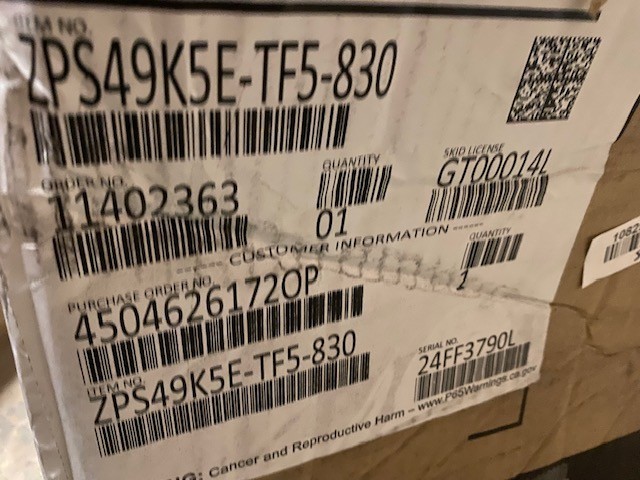 ITEM NO.
ZPS49K5E-TF5-830
ORDER NO.
11402363
QUANTITY
01
SKID LICENSE
GT00014L
------ CUSTOMER INFORMATION ------
PURCHASE ORDER NO.
4504626172OP
QUANTITY
1
ITEM NO.
ZPS49K5E-TF5-830
SERIAL NO.
24FF3790L
: Cancer and Reproductive Harm – www.P65Warnings.ca.gov